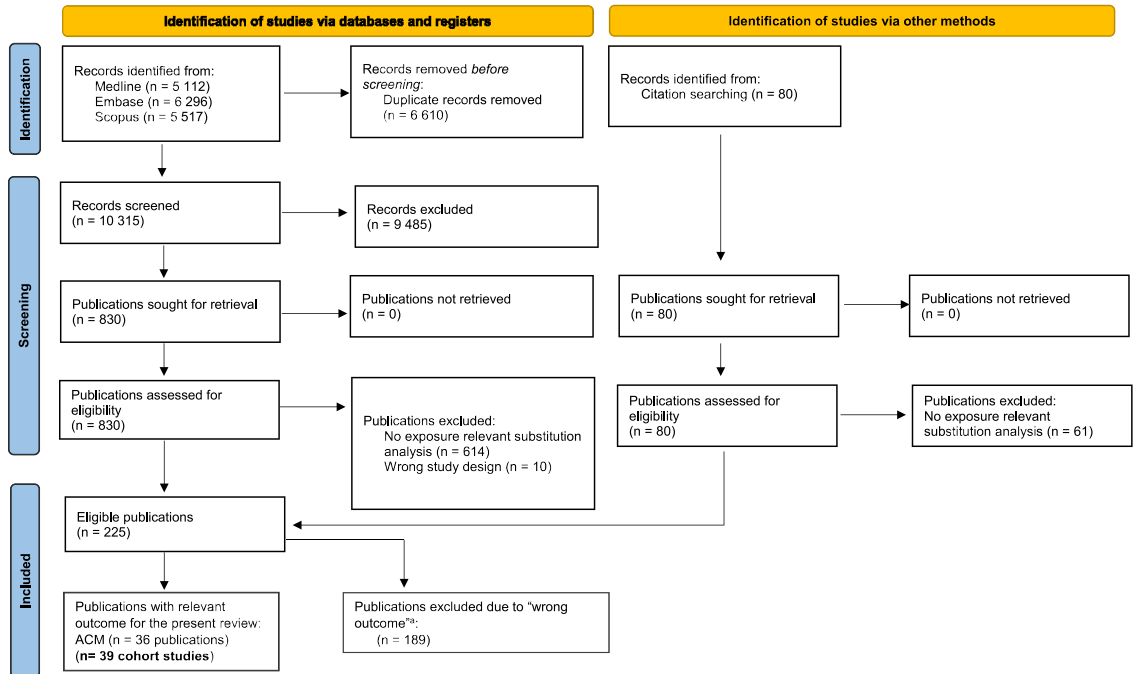 Identification of studies via databases and registers
Identification of studies via other methods
Identification
Records identified from:
Medline (n = 5 112)
Embase (n = 6 296)
Scopus (n = 5 517)
Records removed before
screening:
Duplicate records removed
(n = 6 610)
Records identified from:
Citation searching (n = 80)
Screening
Records screened
(n = 10 315)
Records excluded
(n = 9 485)
Publications sought for retrieval
(n = 830)
Publications not retrieved
(n = 0)
Publications sought for retrieval
(n = 80)
Publications not retrieved
(n = 0)
Publications assessed for
eligibility
(n = 830)
Publications excluded:
No exposure relevant substitution
analysis (n = 614)
Wrong study design (n = 10)
Publications assessed for
eligibility
(n = 80)
Publications excluded:
No exposure relevant
substitution analysis (n = 61)
Included
Eligible publications
(n = 225)
Publications with relevant
outcome for the present review:
ACM (n = 36 publications)
(n= 39 cohort studies)
Publications excluded due to “wrong
outcome”ª:
(n = 189)